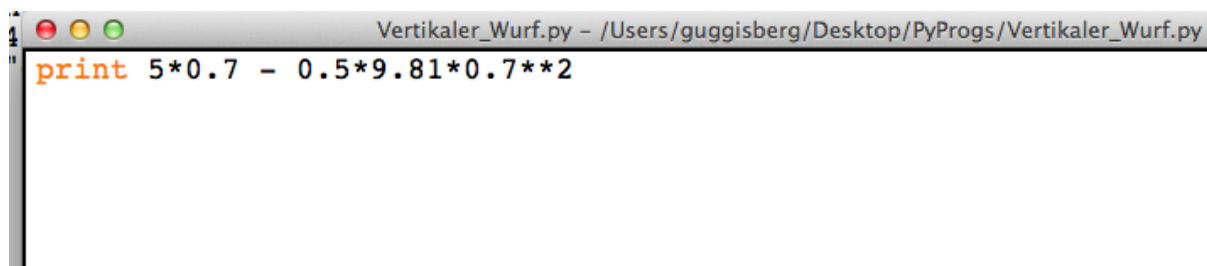 4
Vertikaler_Wurf.py – /Users/guggisberg/Desktop/PyProgs/Vertikaler_Wurf.py
"
print 5*0.7 - 0.5*9.81*0.7**2